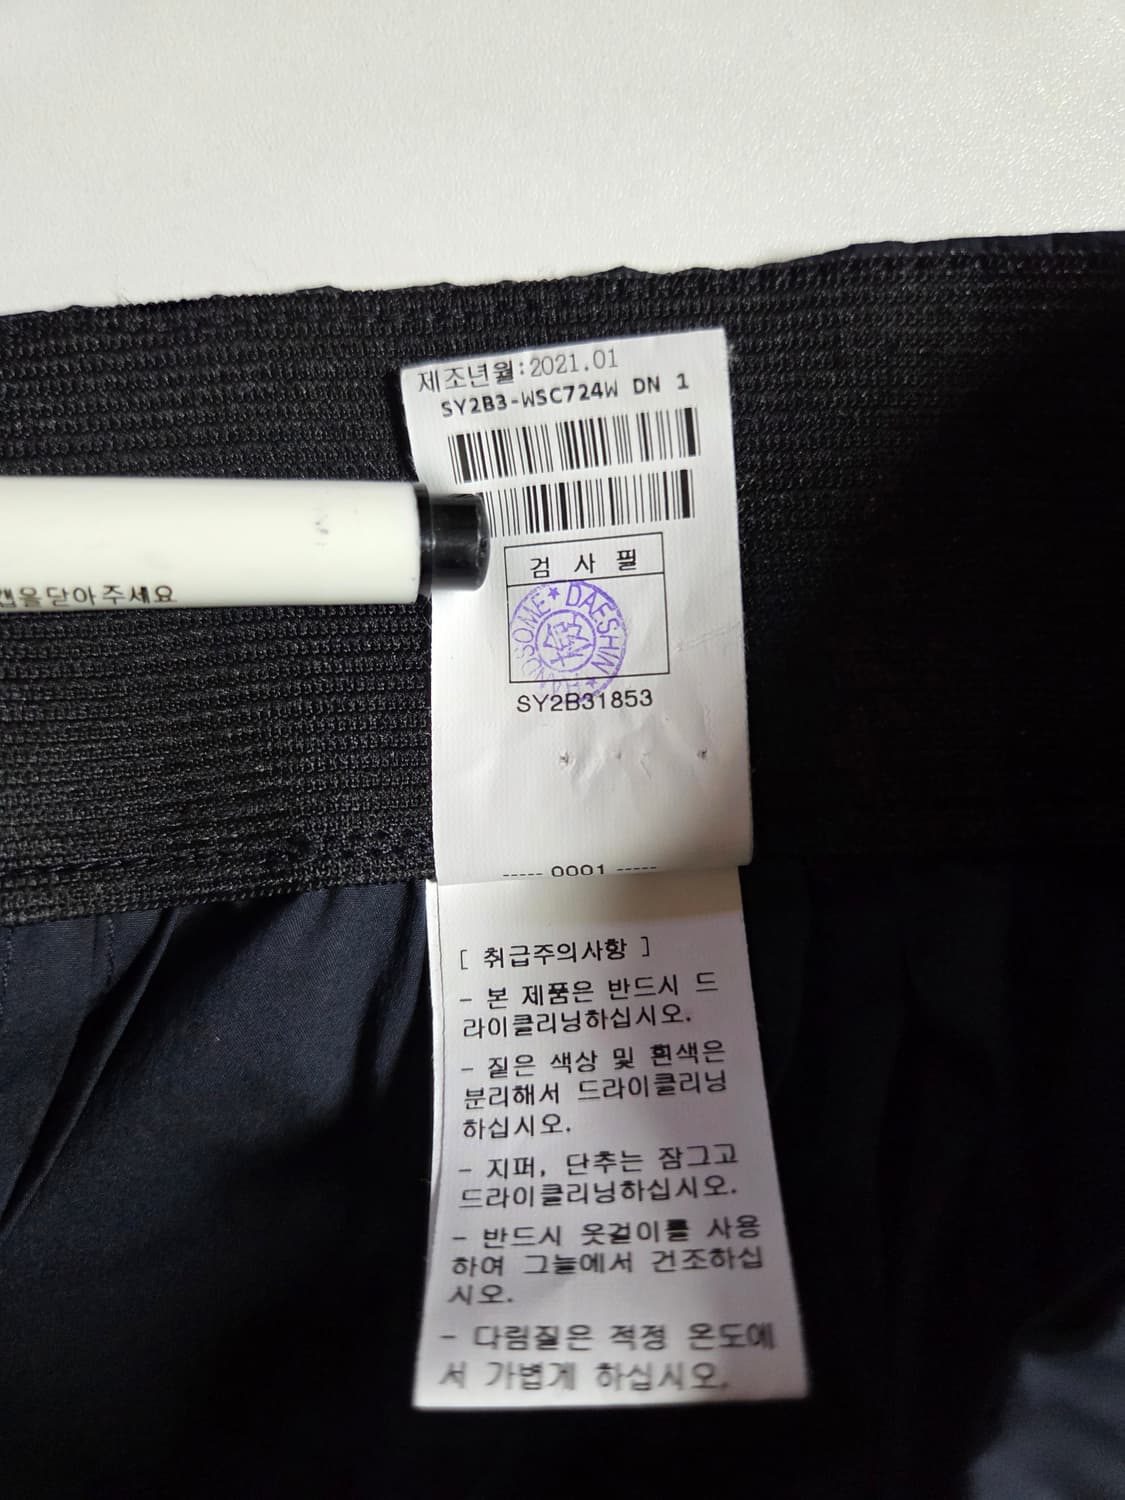 제조년월:2021.01
SY2B3-WSC724W DN 1
캡을닫아주세요
검 사 필
HANDSOME * DAESHIN *
SY2B31853
----- 0001 -----
[ 취급주의사항 ]
- 본 제품은 반드시 드
라이클리닝하십시오.
- 짙은 색상 및 흰색은
분리해서 드라이클리닝
하십시오.
- 지퍼, 단추는 잠그고
드라이클리닝하십시오.
- 반드시 옷걸이를 사용
하여 그늘에서 건조하십
시오.
- 다림질은 적정 온도에
서 가볍게 하십시오.